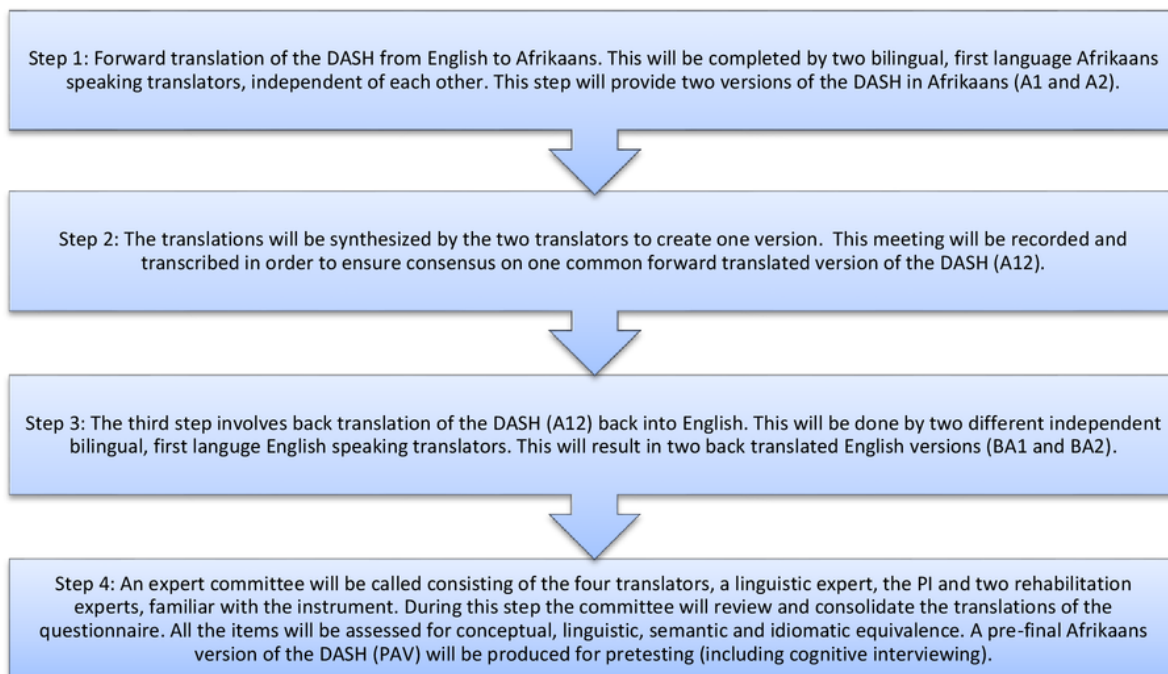 Step 1: Forward translation of the DASH from English to Afrikaans. This will be completed by two bilingual, first language Afrikaans
speaking translators, independent of each other. This step will provide two versions of the DASH in Afrikaans (A1 and A2).
Step 2: The translations will be synthesized by the two translators to create one version. This meeting will be recorded and
transcribed in order to ensure consensus on one common forward translated version of the DASH (A12).
Step 3: The third step involves back translation of the DASH (A12) back into English. This will be done by two different independent
bilingual, first languge English speaking translators. This will result in two back translated English versions (BA1 and BA2).
Step 4: An expert committee will be called consisting of the four translators, a linguistic expert, the PI and two rehabilitation
experts, familiar with the instrument. During this step the committee will review and consolidate the translations of the
questionnaire. All the items will be assessed for conceptual, linguistic, semantic and idiomatic equivalence. A pre-final Afrikaans
version of the DASH (PAV) will be produced for pretesting (including cognitive interviewing).